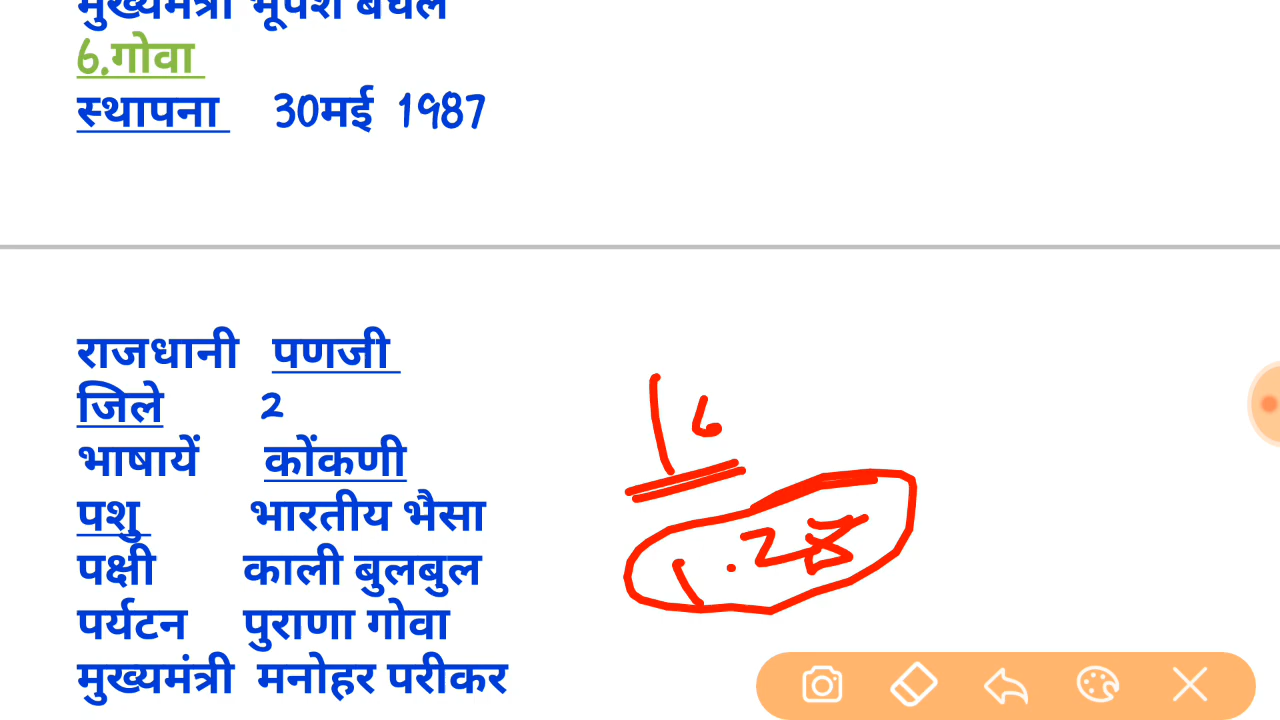 मुख्यमंत्री भूपेश बघेल
6.गोवा
स्थापना 30मई 1987
राजधानी पणजी
जिले 2
भाषायें कोंकणी
पशु भारतीय भैसा
पक्षी काली बुलबुल
पर्यटन पुराणा गोवा
मुख्यमंत्री मनोहर परीकर